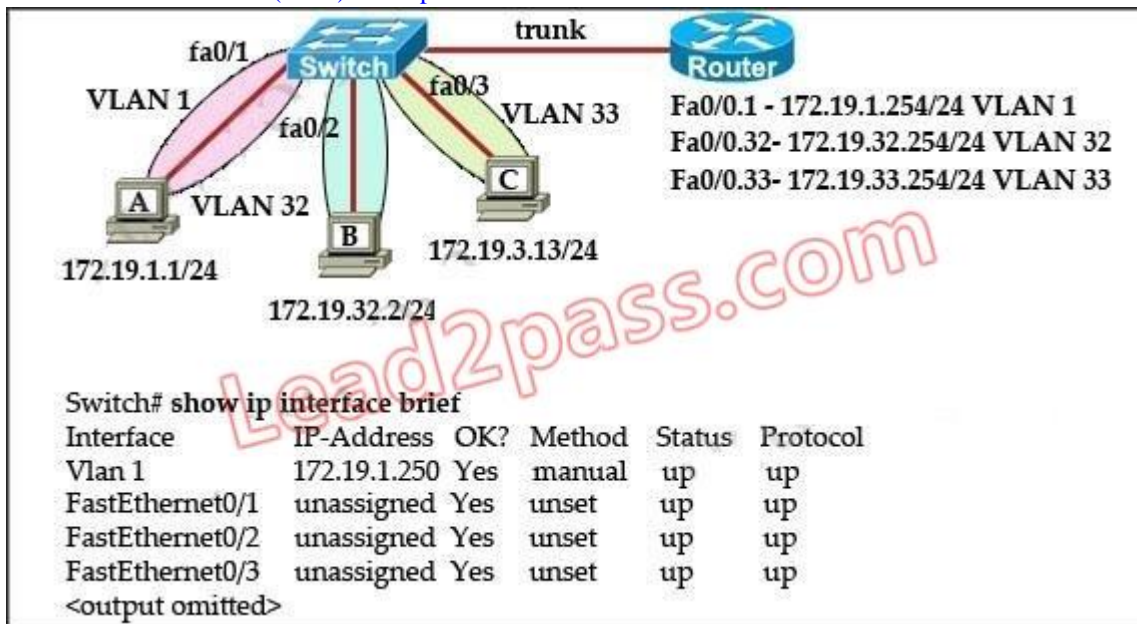 trunk
fa0/1
Switch
Router
fa0/3
VLAN 1
VLAN 33
fa0/2
Fa0/0.1 - 172.19.1.254/24 VLAN 1
Fa0/0.32- 172.19.32.254/24 VLAN 32
Fa0/0.33- 172.19.33.254/24 VLAN 33
A
VLAN 32
B
C
172.19.1.1/24
172.19.3.13/24
172.19.32.2/24
Lead2pass.com
Switch# show ip interface brief
Interface IP-Address OK? Method Status Protocol
Vlan 1 172.19.1.250 Yes manual up up
FastEthernet0/1 unassigned Yes unset up up
FastEthernet0/2 unassigned Yes unset up up
FastEthernet0/3 unassigned Yes unset up up
<output omitted>